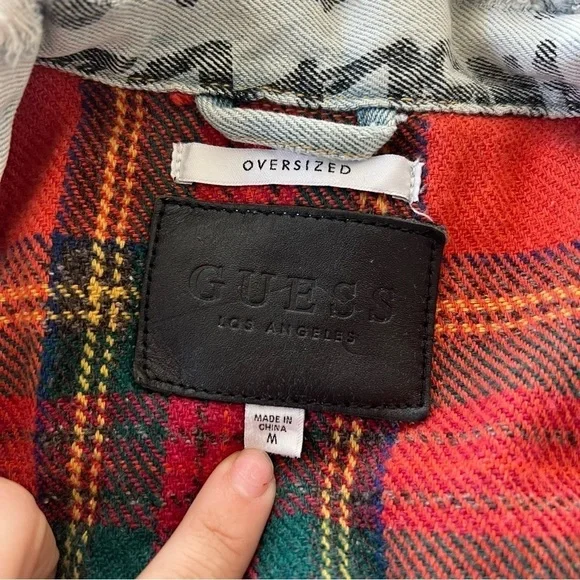 OVERSIZED
GUESS
LOS ANGELES
MADE IN
CHINA
M